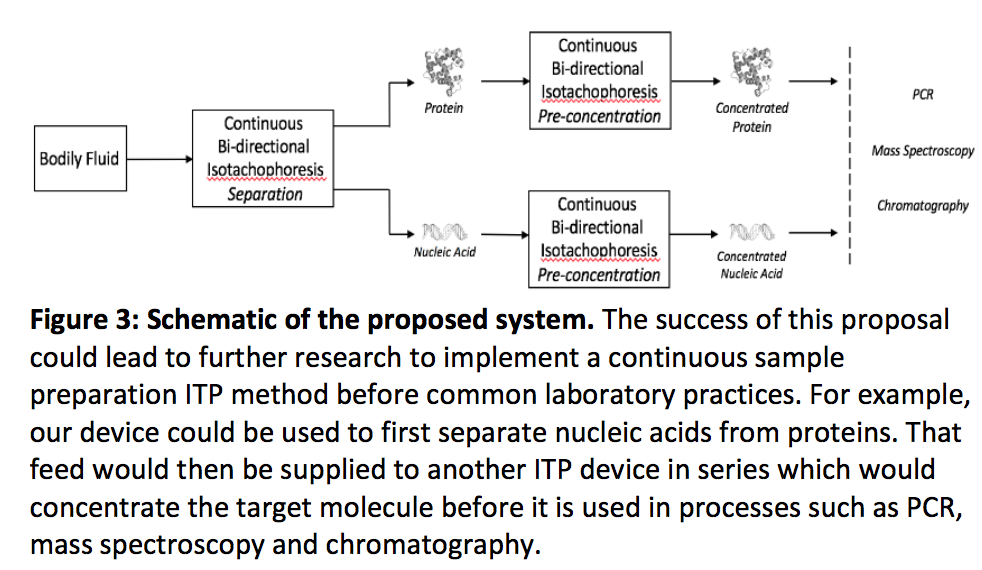 Bodily Fluid
Continuous
Bi-directional
Isotachophoresis
Separation
Protein
Continuous
Bi-directional
Isotachophoresis
Pre-concentration
Concentrated
Protein
Nucleic Acid
Continuous
Bi-directional
Isotachophoresis
Pre-concentration
Concentrated
Nucleic Acid
PCR
Mass Spectroscopy
Chromatography
Figure 3: Schematic of the proposed system. The success of this proposal
could lead to further research to implement a continuous sample
preparation ITP method before common laboratory practices. For example,
our device could be used to first separate nucleic acids from proteins. That
feed would then be supplied to another ITP device in series which would
concentrate the target molecule before it is used in processes such as PCR,
mass spectroscopy and chromatography.